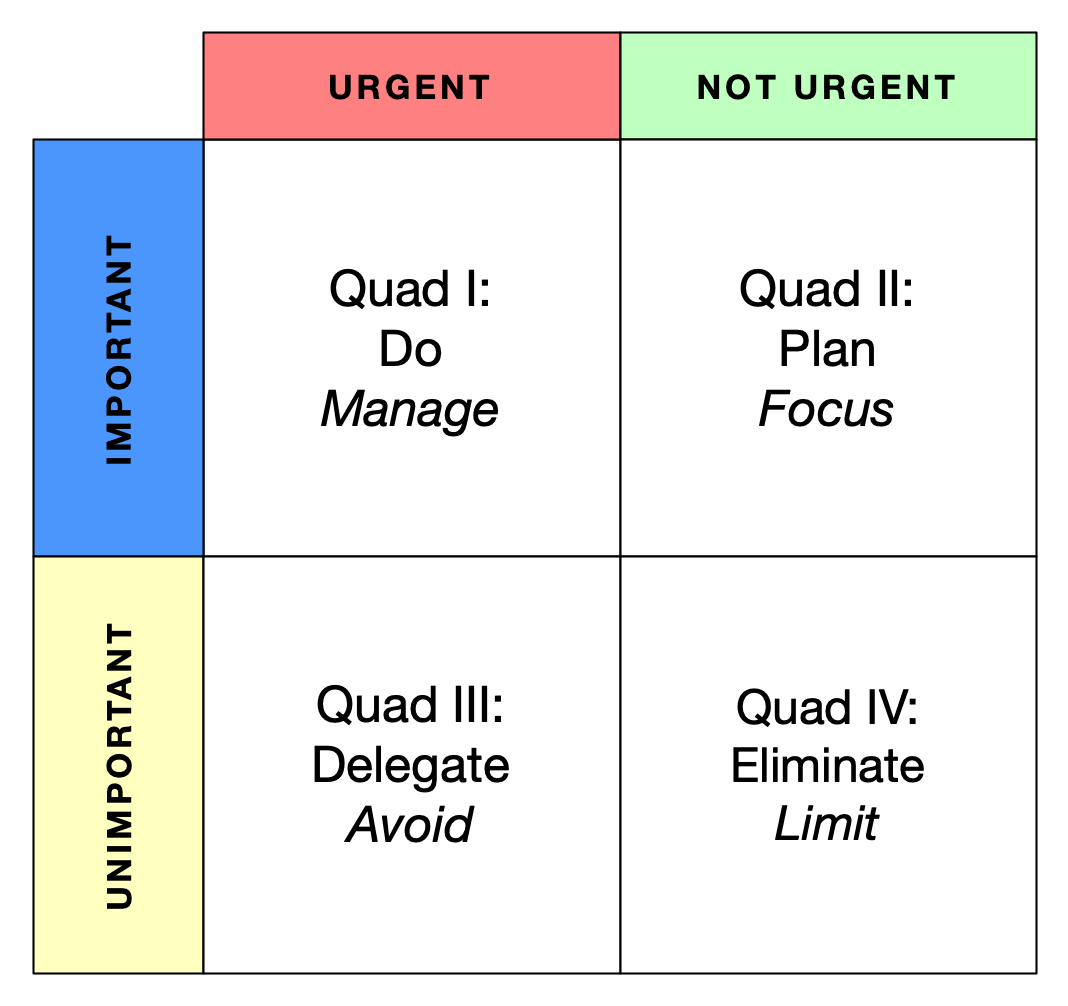 URGENT
NOT URGENT
IMPORTANT
Quad I:
Do
Manage
Quad II:
Plan
Focus
UNIMPORTANT
Quad III:
Delegate
Avoid
Quad IV:
Eliminate
Limit